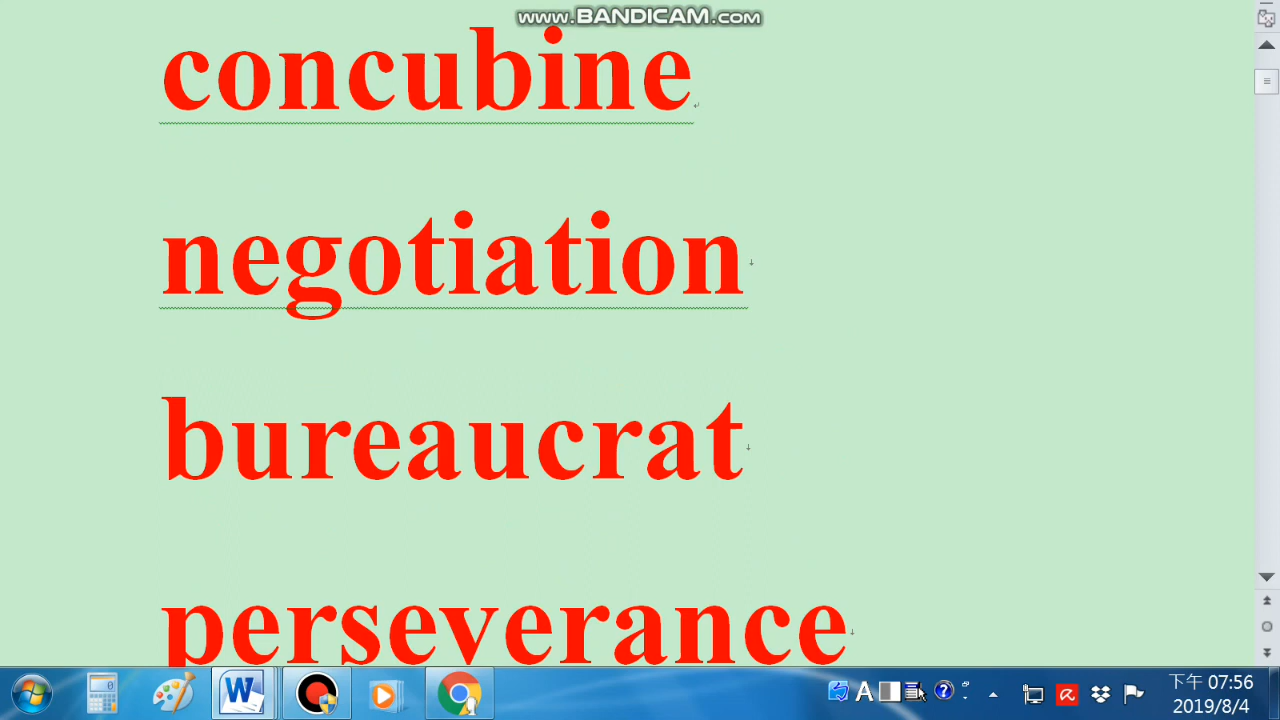 www.BANDICAM.com
concubine
negotiation
bureaucrat
perseverance
下午 07:56
2019/8/4